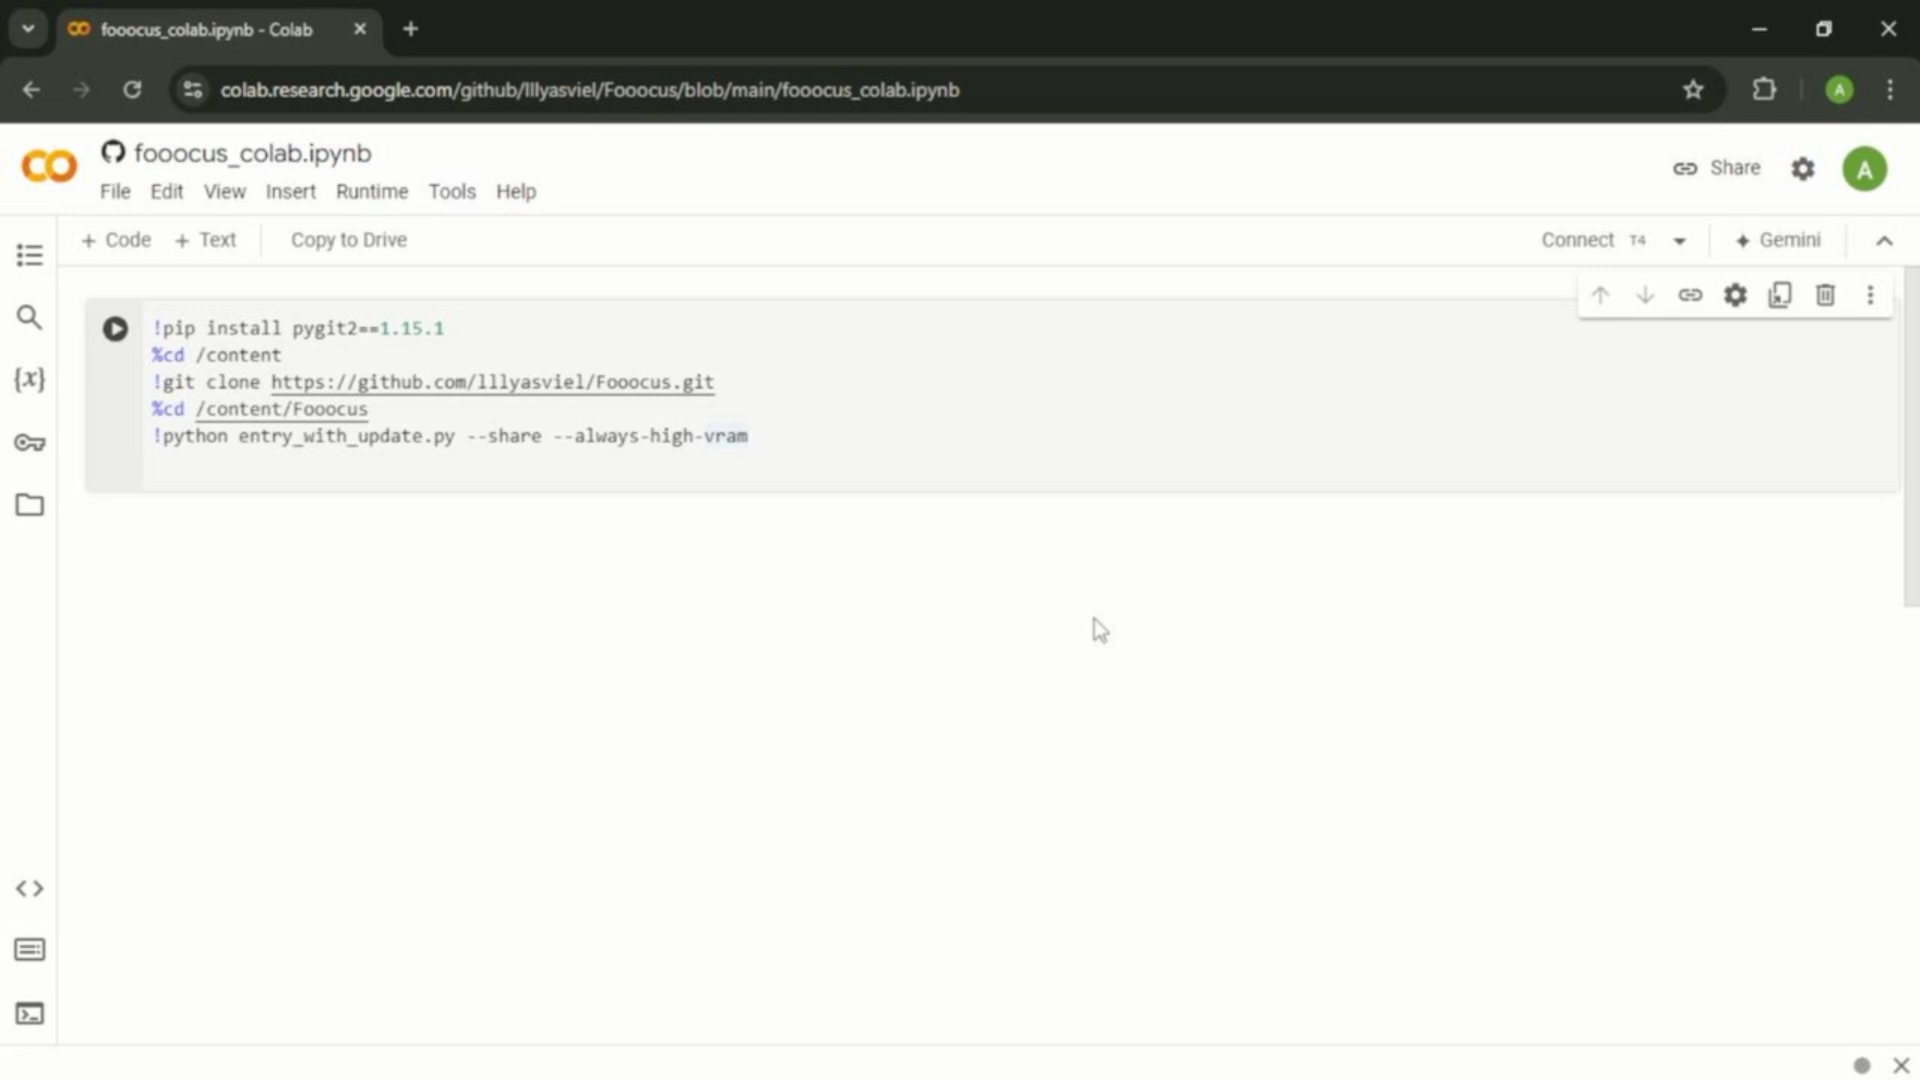 fooocus_colab.ipynb - Colab
colab.research.google.com/github/lllyasviel/Fooocus/blob/main/fooocus_colab.ipynb
A
fooocus_colab.ipynb
Share
A
File Edit View Insert Runtime Tools Help
+ Code + Text Copy to Drive
Connect T4 Gemini
!pip install pygit2==1.15.1
%cd /content
!git clone https://github.com/lllyasviel/Fooocus.git
%cd /content/Fooocus
!python entry_with_update.py --share --always-high-vram
{x}